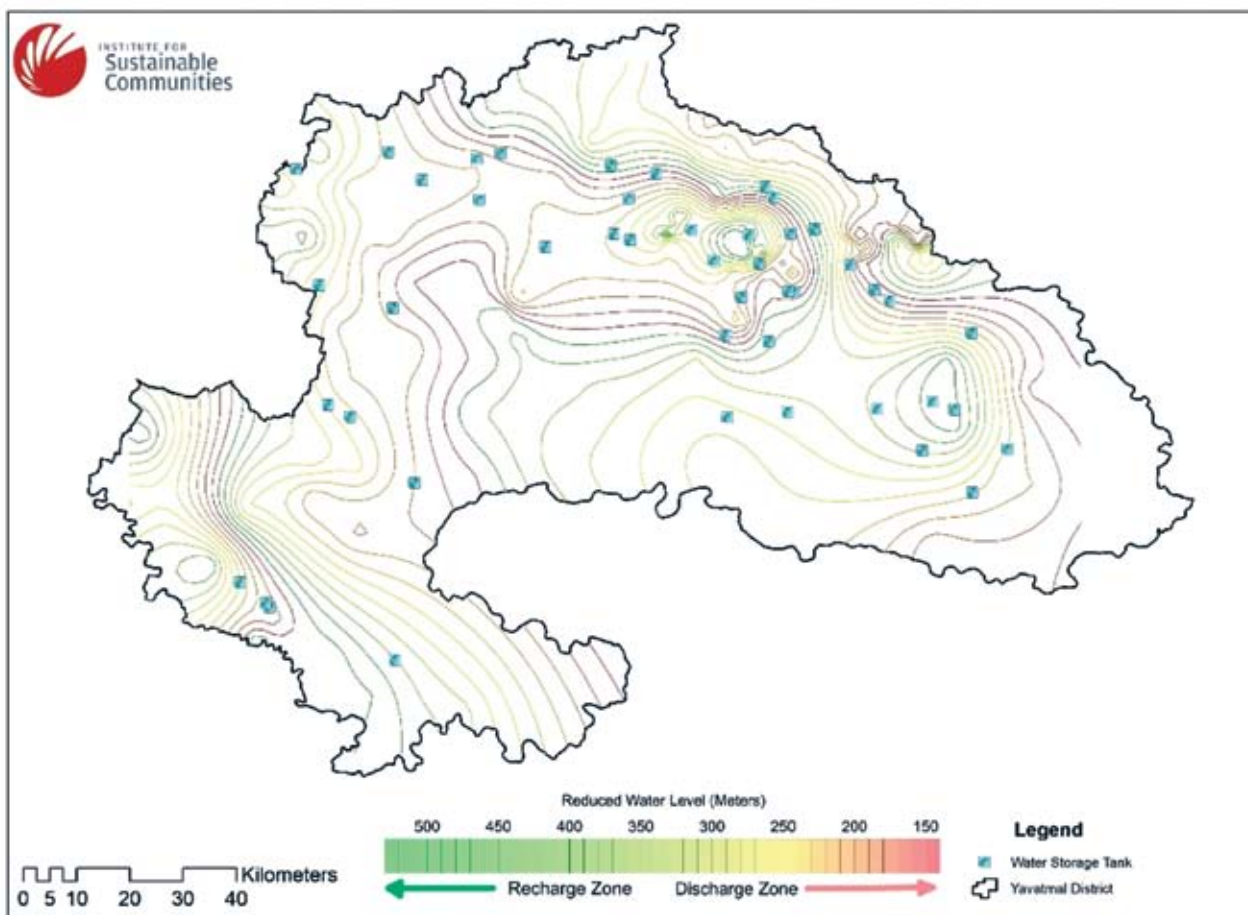 INSTITUTE FOR
Sustainable
Communities
Reduced Water Level (Meters)
500 450 400 350 300 250 200 150
Recharge Zone Discharge Zone
Legend
Water Storage Tank
Yavatmal District
Kilometers
0 5 10 20 30 40